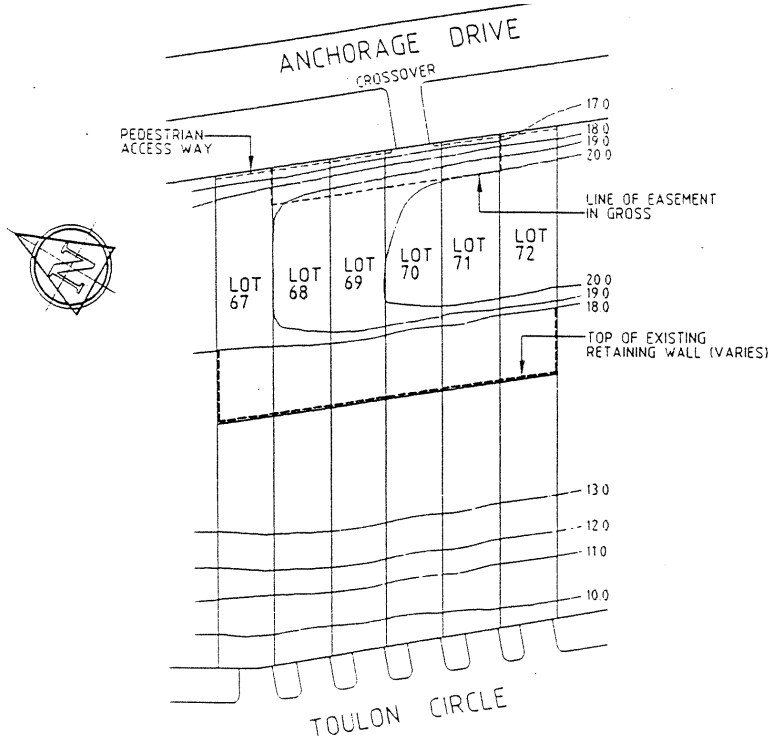 ANCHORAGE DRIVE
CROSSOVER
PEDESTRIAN
ACCESS WAY
17.0
18.0
19.0
20.0
LINE OF EASEMENT
IN GROSS
N
LOT
67
LOT
68
LOT
69
LOT
70
LOT
71
LOT
72
20.0
19.0
18.0
TOP OF EXISTING
RETAINING WALL (VARIES)
13.0
12.0
11.0
10.0
TOULON CIRCLE